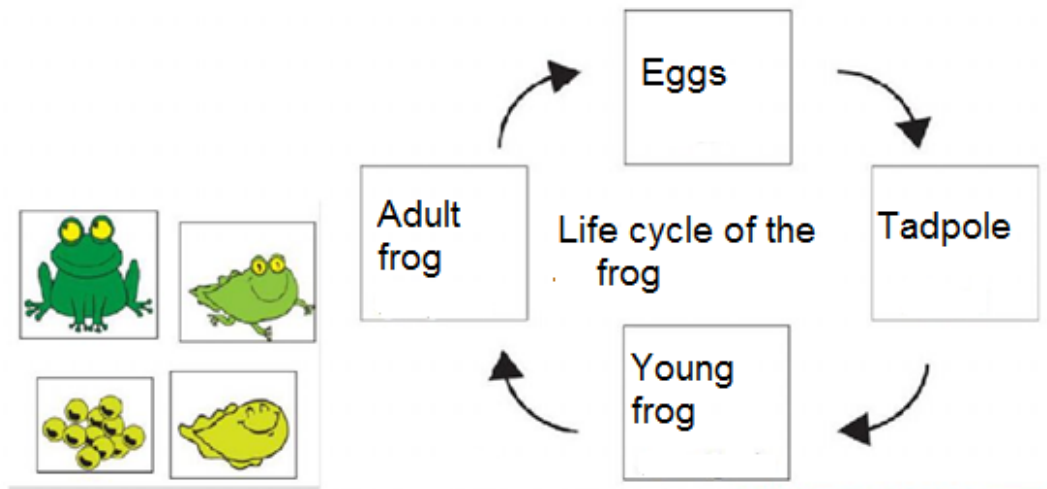 Eggs
Adult
frog
Life cycle of the
frog
Tadpole
Young
frog